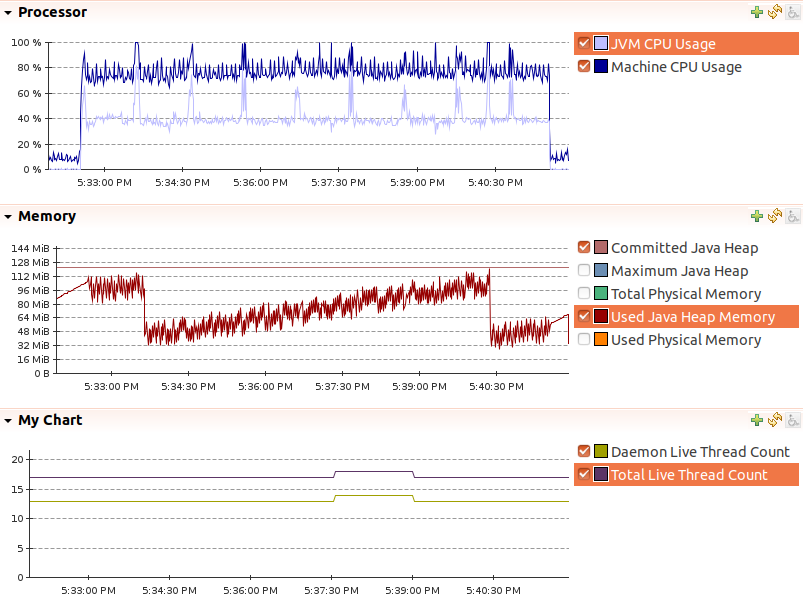 Processor
100 %
80 %
60 %
40 %
20 %
0 %
5:33:00 PM 5:34:30 PM 5:36:00 PM 5:37:30 PM 5:39:00 PM 5:40:30 PM
JVM CPU Usage
Machine CPU Usage
Memory
144 MiB
128 MiB
112 MiB
96 MiB
80 MiB
64 MiB
48 MiB
32 MiB
16 MiB
0 B
5:33:00 PM 5:34:30 PM 5:36:00 PM 5:37:30 PM 5:39:00 PM 5:40:30 PM
Committed Java Heap
Maximum Java Heap
Total Physical Memory
Used Java Heap Memory
Used Physical Memory
My Chart
20
15
10
5
0
5:33:00 PM 5:34:30 PM 5:36:00 PM 5:37:30 PM 5:39:00 PM 5:40:30 PM
Daemon Live Thread Count
Total Live Thread Count